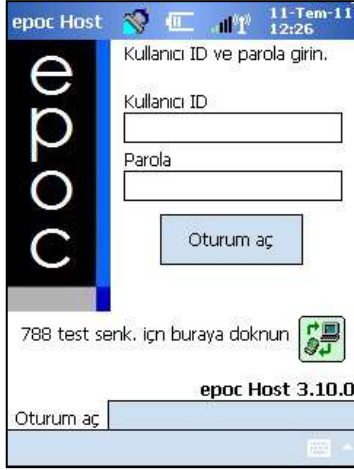 epoc Host
11-Tem-11
12:26
epoc
Kullanıcı ID ve parola girin.
Kullanıcı ID
Parola
Oturum aç
788 test senk. içn buraya doknun
epoc Host 3.10.0
Oturum aç